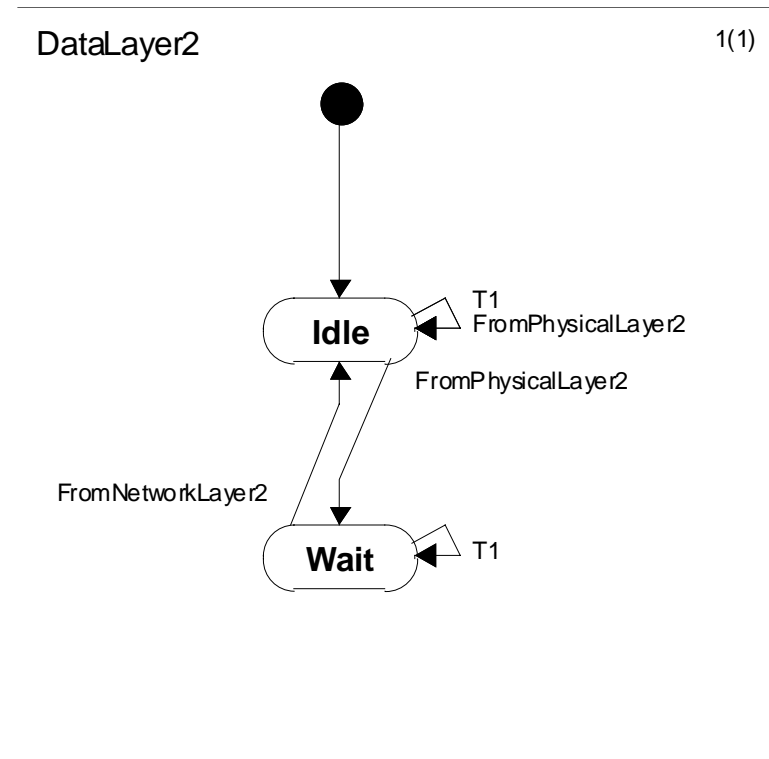 DataLayer2
1(1)
Idle
T1
FromPhysicalLayer2
FromPhysicalLayer2
FromNetworkLayer2
Wait
T1